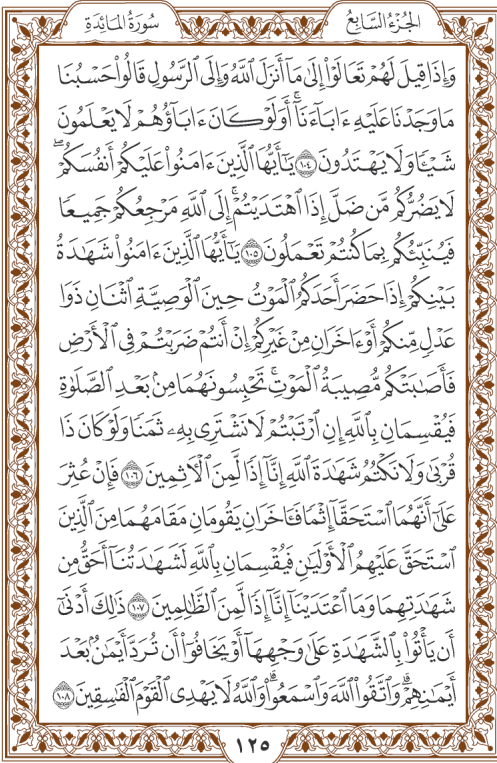 الجزء السابع
سورة المائدة
وَإِذَا قِيلَ لَهُمْ تَعَالَوْا۟ إِلَىٰ مَآ أَنزَلَ ٱللَّهُ وَإِلَى ٱلرَّسُولِ قَالُوا۟ حَسْبُنَا
مَا وَجَدْنَا عَلَيْهِ ءَابَآءَنَآ ۚ أَوَلَوْ كَانَ ءَابَآؤُهُمْ لَا يَعْلَمُونَ
شَيْـًٔا وَلَا يَهْتَدُونَ ١٠٤ يَـٰٓأَيُّهَا ٱلَّذِينَ ءَامَنُوا۟ عَلَيْكُمْ أَنفُسَكُمْ ۖ
لَا يَضُرُّكُم مَّن ضَلَّ إِذَا ٱهْتَدَيْتُمْ ۚ إِلَى ٱللَّهِ مَرْجِعُكُمْ جَمِيعًا
فَيُنَبِّئُكُم بِمَا كُنتُمْ تَعْمَلُونَ ١٠٥ يَـٰٓأَيُّهَا ٱلَّذِينَ ءَامَنُوا۟ شَهَـٰدَةُ
بَيْنِكُمْ إِذَا حَضَرَ أَحَدَكُمُ ٱلْمَوْتُ حِينَ ٱلْوَصِيَّةِ ٱثْنَانِ ذَوَا
عَدْلٍ مِّنكُمْ أَوْ ءَاخَرَانِ مِنْ غَيْرِكُمْ إِنْ أَنتُمْ ضَرَبْتُمْ فِى ٱلْأَرْضِ
فَأَصَـٰبَتْكُم مُّصِيبَةُ ٱلْمَوْتِ ۚ تَحْبِسُونَهُمَا مِنۢ بَعْدِ ٱلصَّلَوٰةِ
فَيُقْسِمَانِ بِٱللَّهِ إِنِ ٱرْتَبْتُمْ لَا نَشْتَرِى بِهِۦ ثَمَنًا وَلَوْ كَانَ ذَا
قُرْبَىٰ ۙ وَلَا نَكْتُمُ شَهَـٰدَةَ ٱللَّهِ إِنَّآ إِذًا لَّمِنَ ٱلْـَٔاثِمِينَ ١٠٦ فَإِنْ عُثِرَ
عَلَىٰٓ أَنَّهُمَا ٱسْتَحَقَّآ إِثْمًا فَـَٔاخَرَانِ يَقُومَانِ مَقَامَهُمَا مِنَ ٱلَّذِينَ
ٱسْتَحَقَّ عَلَيْهِمُ ٱلْأَوْلَيَـٰنِ فَيُقْسِمَانِ بِٱللَّهِ لَشَهَـٰدَتُنَآ أَحَقُّ مِن
شَهَـٰدَتِهِمَا وَمَا ٱعْتَدَيْنَآ إِنَّآ إِذًا لَّمِنَ ٱلظَّـٰلِمِينَ ١٠٧ ذَٰلِكَ أَدْنَىٰٓ
أَن يَأْتُوا۟ بِٱلشَّهَـٰدَةِ عَلَىٰ وَجْهِهَآ أَوْ يَخَافُوٓا۟ أَن تُرَدَّ أَيْمَـٰنٌۢ بَعْدَ
أَيْمَـٰنِهِمْ ۗ وَٱتَّقُوا۟ ٱللَّهَ وَٱسْمَعُوا۟ ۗ وَٱللَّهُ لَا يَهْدِى ٱلْقَوْمَ ٱلْفَـٰسِقِينَ ١٠٨
١٢٥